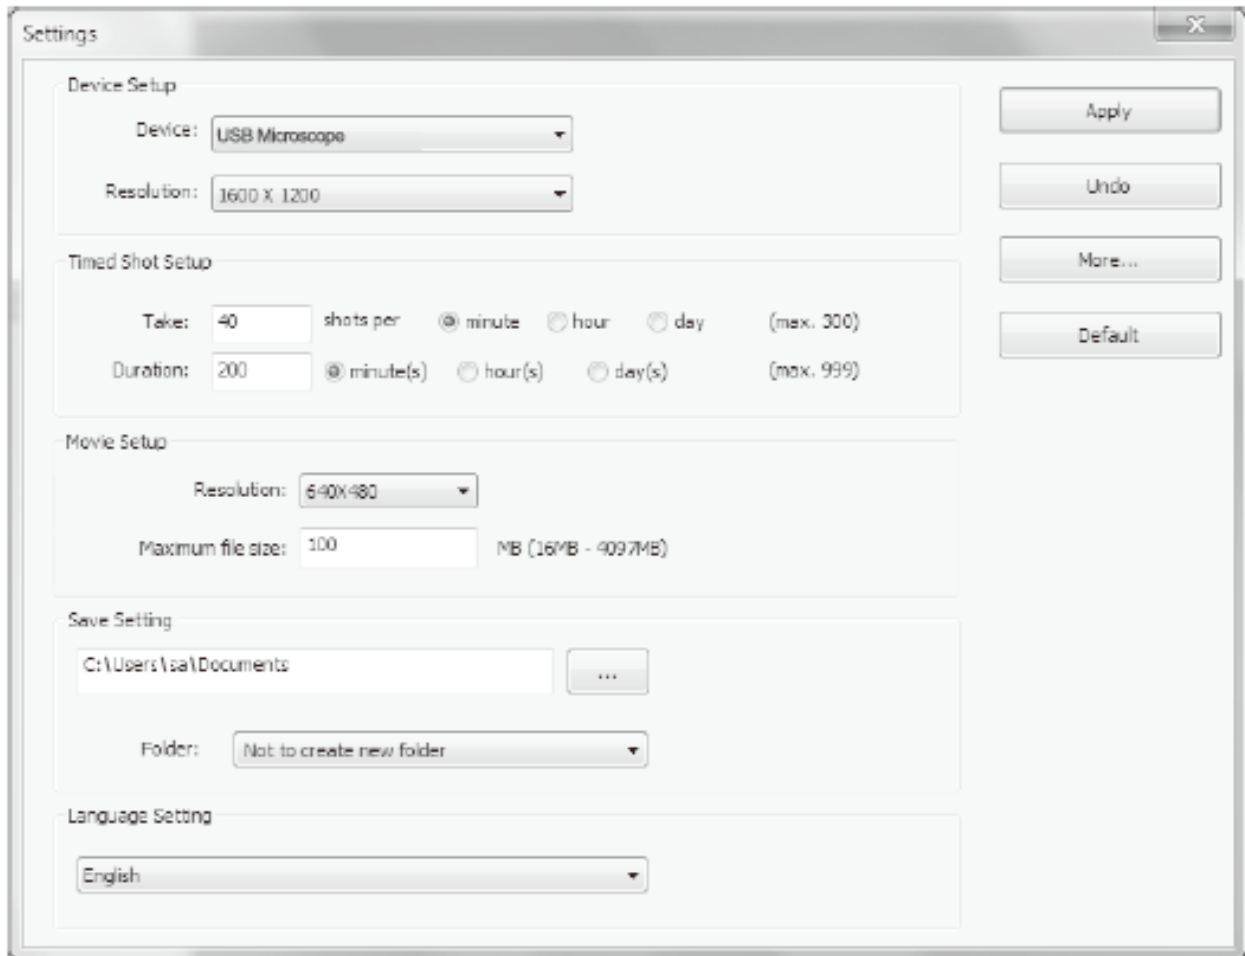 Settings
Device Setup
Device: USB Microscope
Resolution: 1600 X 1200
Timed Shot Setup
Take: 40 shots per minute hour day (max. 300)
Duration: 200 minute(s) hour(s) day(s) (max. 999)
Movie Setup
Resolution: 640X480
Maximum file size: 100 MB (16MB - 4097MB)
Save Setting
C:\Users\sa\Documents ...
Folder: Not to create new folder
Language Setting
English
Apply
Undo
More...
Default